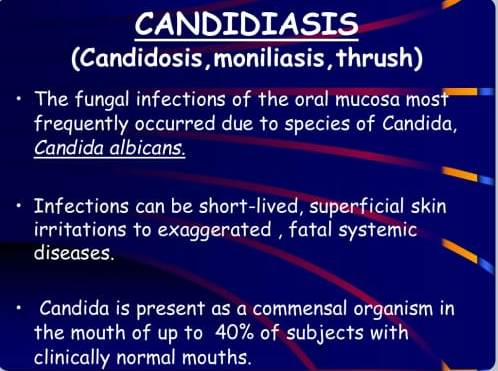 CANDIDIASIS
(Candidosis,moniliasis,thrush)
• The fungal infections of the oral mucosa most
frequently occurred due to species of Candida,
Candida albicans.
• Infections can be short-lived, superficial skin
irritations to exaggerated , fatal systemic
diseases.
• Candida is present as a commensal organism in
the mouth of up to 40% of subjects with
clinically normal mouths.